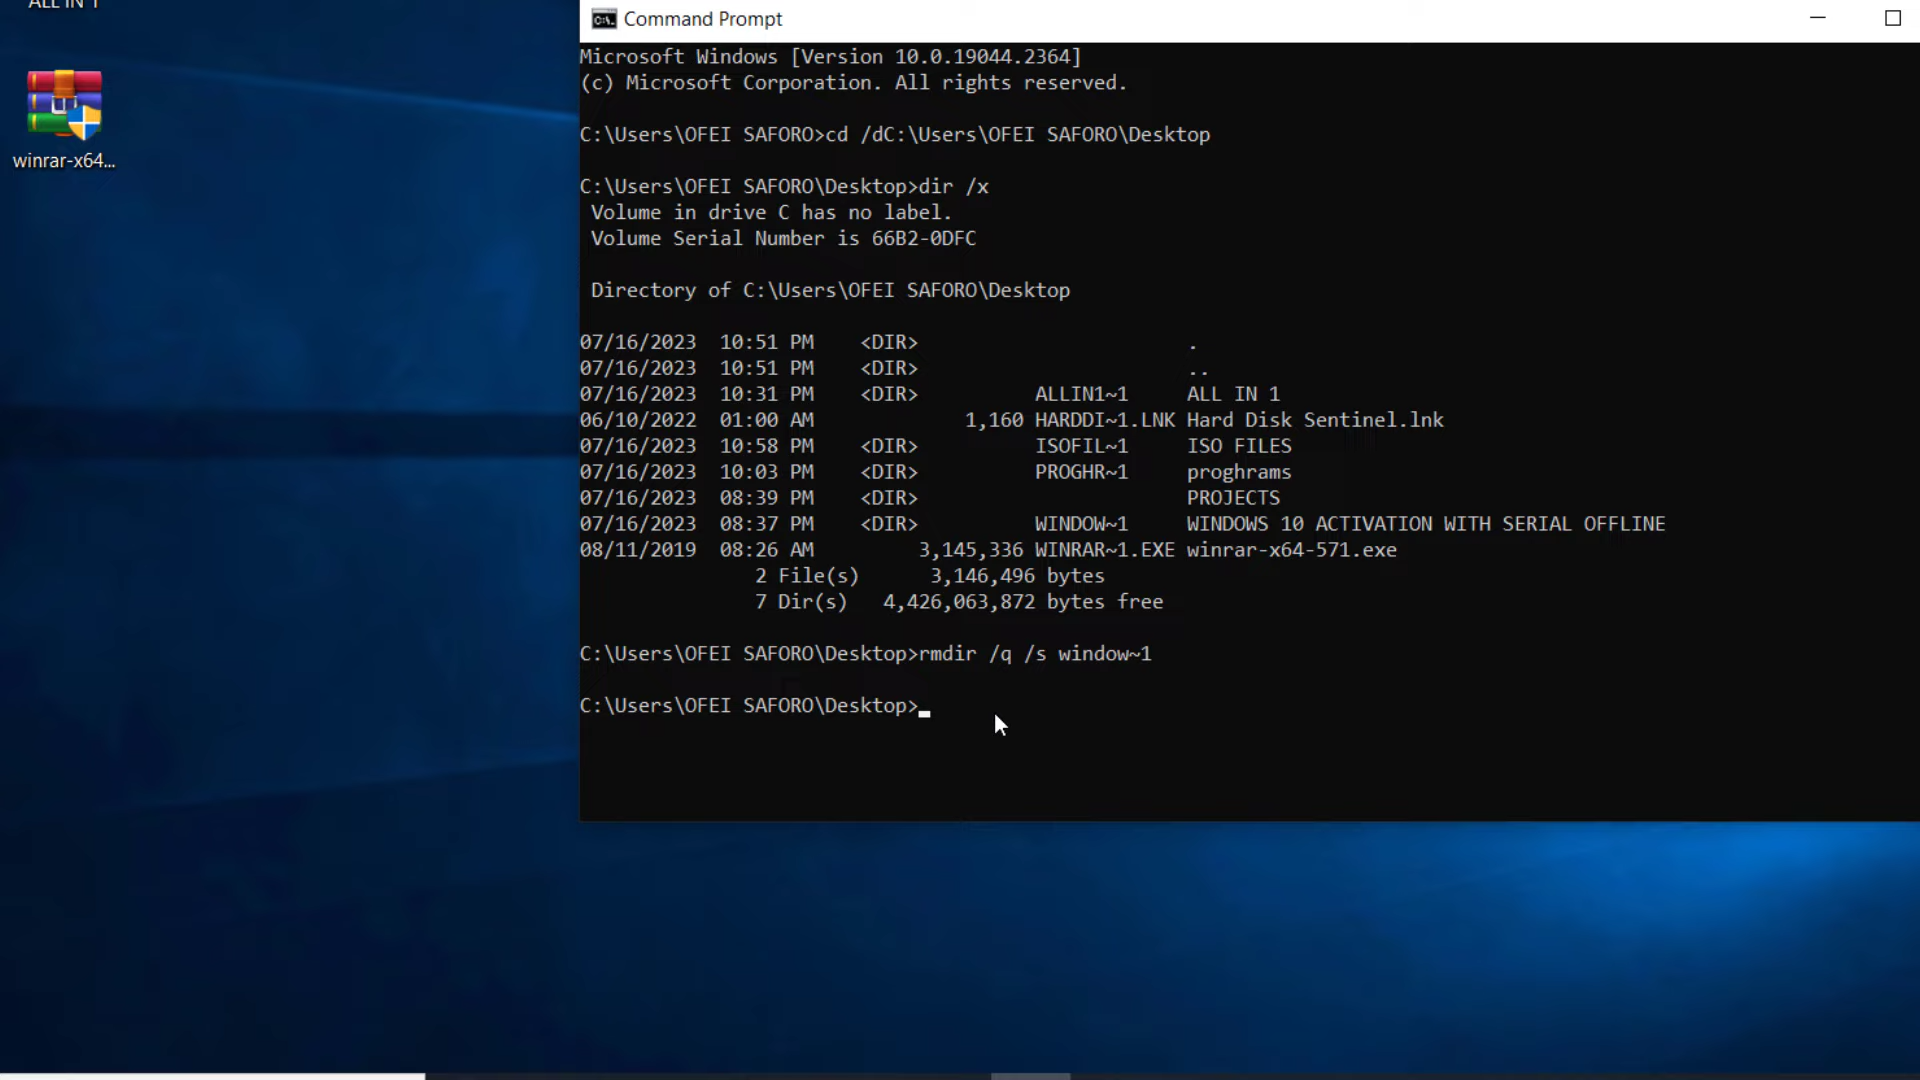 ALL IN 1
winrar-x64...
Command Prompt
Microsoft Windows [Version 10.0.19044.2364]
(c) Microsoft Corporation. All rights reserved.
C:\Users\OFEI SAFORO>cd /dC:\Users\OFEI SAFORO\Desktop
C:\Users\OFEI SAFORO\Desktop>dir /x
Volume in drive C has no label.
Volume Serial Number is 66B2-0DFC
Directory of C:\Users\OFEI SAFORO\Desktop
07/16/2023 10:51 PM <DIR> .
07/16/2023 10:51 PM <DIR> ..
07/16/2023 10:31 PM <DIR> ALLIN1~1 ALL IN 1
06/10/2022 01:00 AM 1,160 HARDDI~1.LNK Hard Disk Sentinel.lnk
07/16/2023 10:58 PM <DIR> ISOFIL~1 ISO FILES
07/16/2023 10:03 PM <DIR> PROGHR~1 proghrams
07/16/2023 08:39 PM <DIR> PROJECTS
07/16/2023 08:37 PM <DIR> WINDOW~1 WINDOWS 10 ACTIVATION WITH SERIAL OFFLINE
08/11/2019 08:26 AM 3,145,336 WINRAR~1.EXE winrar-x64-571.exe
2 File(s) 3,146,496 bytes
7 Dir(s) 4,426,063,872 bytes free
C:\Users\OFEI SAFORO\Desktop>rmdir /q /s window~1
C:\Users\OFEI SAFORO\Desktop>